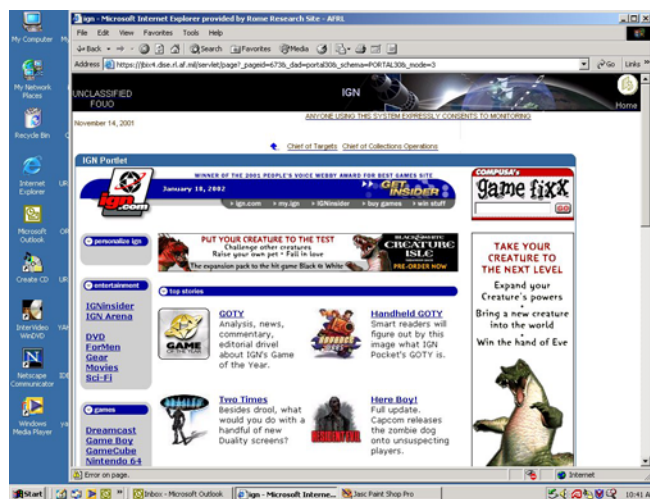 ign - Microsoft Internet Explorer provided by Rome Research Site - AFRL
File Edit View Favorites Tools Help
Back Search Favorites Media
Address https://jbix4.dise.rl.af.mil/servlet/page?_pageid=673&_dad=portal30&_schema=PORTAL30&_mode=3 Go Links
UNCLASSIFIED
FOUO
IGN
Home
ANYONE USING THIS SYSTEM EXPRESSLY CONSENTS TO MONITORING
November 14, 2001
Chief of Targets Chief of Collections Operations
IGN Portlet
WINNER OF THE 2001 PEOPLE'S VOICE WEBBY AWARD FOR BEST GAMES SITE
ign.com
January 18, 2002
GET INSIDER
ign.com my.ign IGNinsider buy games win stuff
COMPUSA's
game fixx
GO
personalize ign
PUT YOUR CREATURE TO THE TEST
Challenge other creatures
Raise your own pet • Fall in love
The expansion pack to the hit game Black & White
BLACK & WHITE
CREATURE
ISLE
PRE-ORDER NOW
entertainment
IGNinsider
IGN Arena
DVD
ForMen
Gear
Movies
Sci-Fi
games
Dreamcast
Game Boy
GameCube
Nintendo 64
top stories
GAME
OF THE YEAR
GOTY
Analysis, news,
commentary,
editorial drivel
about IGN's Game
of the Year.
ADVANCE
WARS
Handheld GOTY
Smart readers will
figure out by this
image what IGN
Pocket's GOTY is.
Two Times
Besides drool, what
would you do with a
handful of new
Duality screens?
RESIDENT EVIL
Here Boy!
Full update.
Capcom releases
the zombie dog
onto unsuspecting
players.
TAKE YOUR
CREATURE TO
THE NEXT LEVEL
Expand your
Creature's powers
•
Bring a new creature
into the world
•
Win the hand of Eve
Error on page.
Internet
My Computer
My Network
Places
Recycle Bin
Internet
Explorer
Microsoft
Outlook
Create CD
InterVideo
WinDVD
Netscape
Communicator
Windows
Media Player
Start
Inbox - Microsoft Outlook
ign - Microsoft Interne...
Jasc Paint Shop Pro
10:41 A